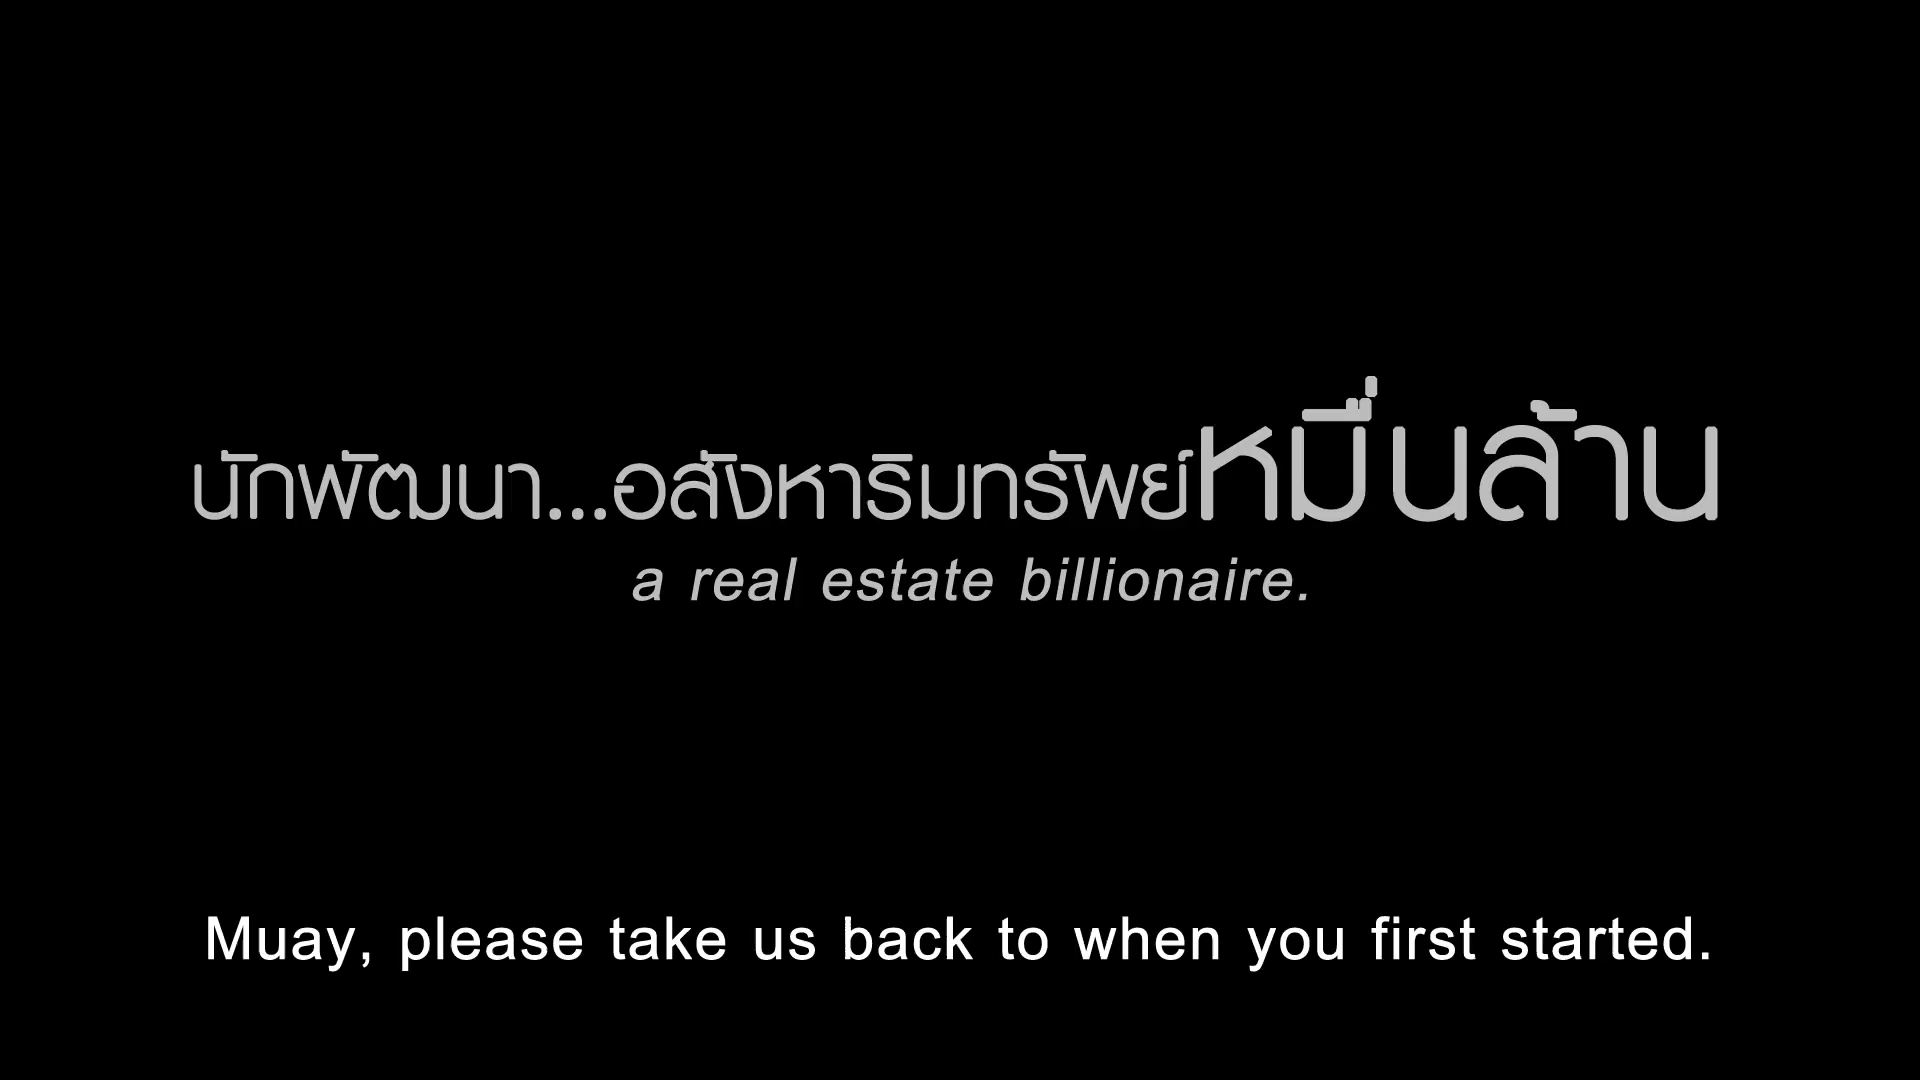 นักพัฒนา...อสังหาริมทรัพย์หมื่นล้าน
a real estate billionaire.
Muay, please take us back to when you first started.